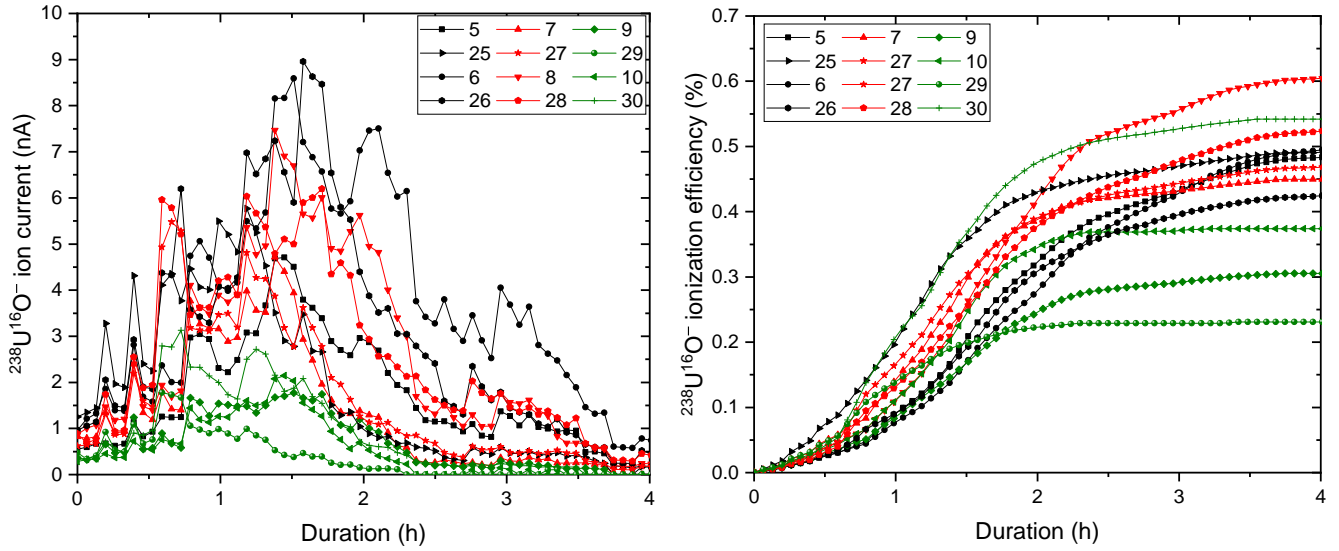 10
9
8
7
6
5
4
3
2
1
0
²³⁸U¹⁶O⁻ ion current (nA)
5 7 9
25 27 29
6 8 10
26 28 30
0 1 2 3 4
Duration (h)
0.7
0.6
0.5
0.4
0.3
0.2
0.1
0.0
²³⁸U¹⁶O⁻ ionization efficiency (%)
5 7 9
25 27 10
6 27 29
26 28 30
0 1 2 3 4
Duration (h)